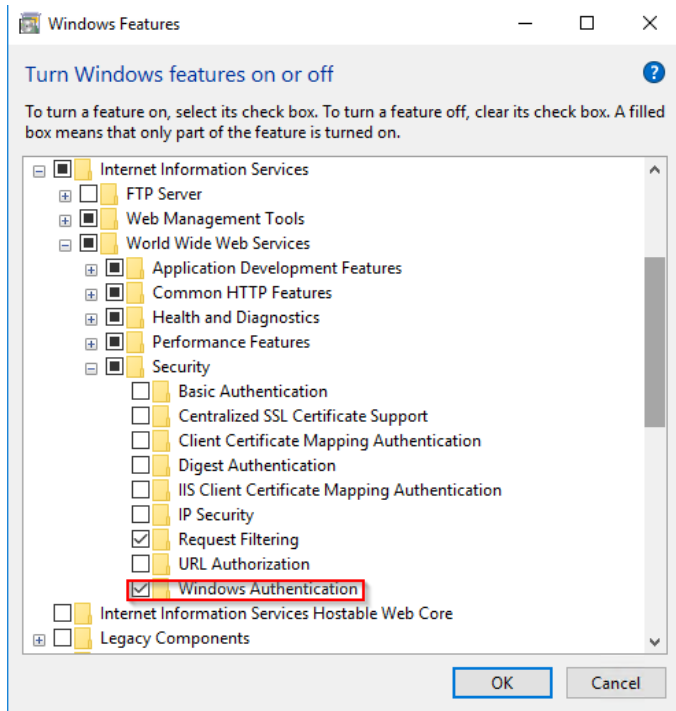 Windows Features
Turn Windows features on or off
?
To turn a feature on, select its check box. To turn a feature off, clear its check box. A filled
box means that only part of the feature is turned on.
Internet Information Services
FTP Server
Web Management Tools
World Wide Web Services
Application Development Features
Common HTTP Features
Health and Diagnostics
Performance Features
Security
Basic Authentication
Centralized SSL Certificate Support
Client Certificate Mapping Authentication
Digest Authentication
IIS Client Certificate Mapping Authentication
IP Security
Request Filtering
URL Authorization
Windows Authentication
Internet Information Services Hostable Web Core
Legacy Components
OK Cancel